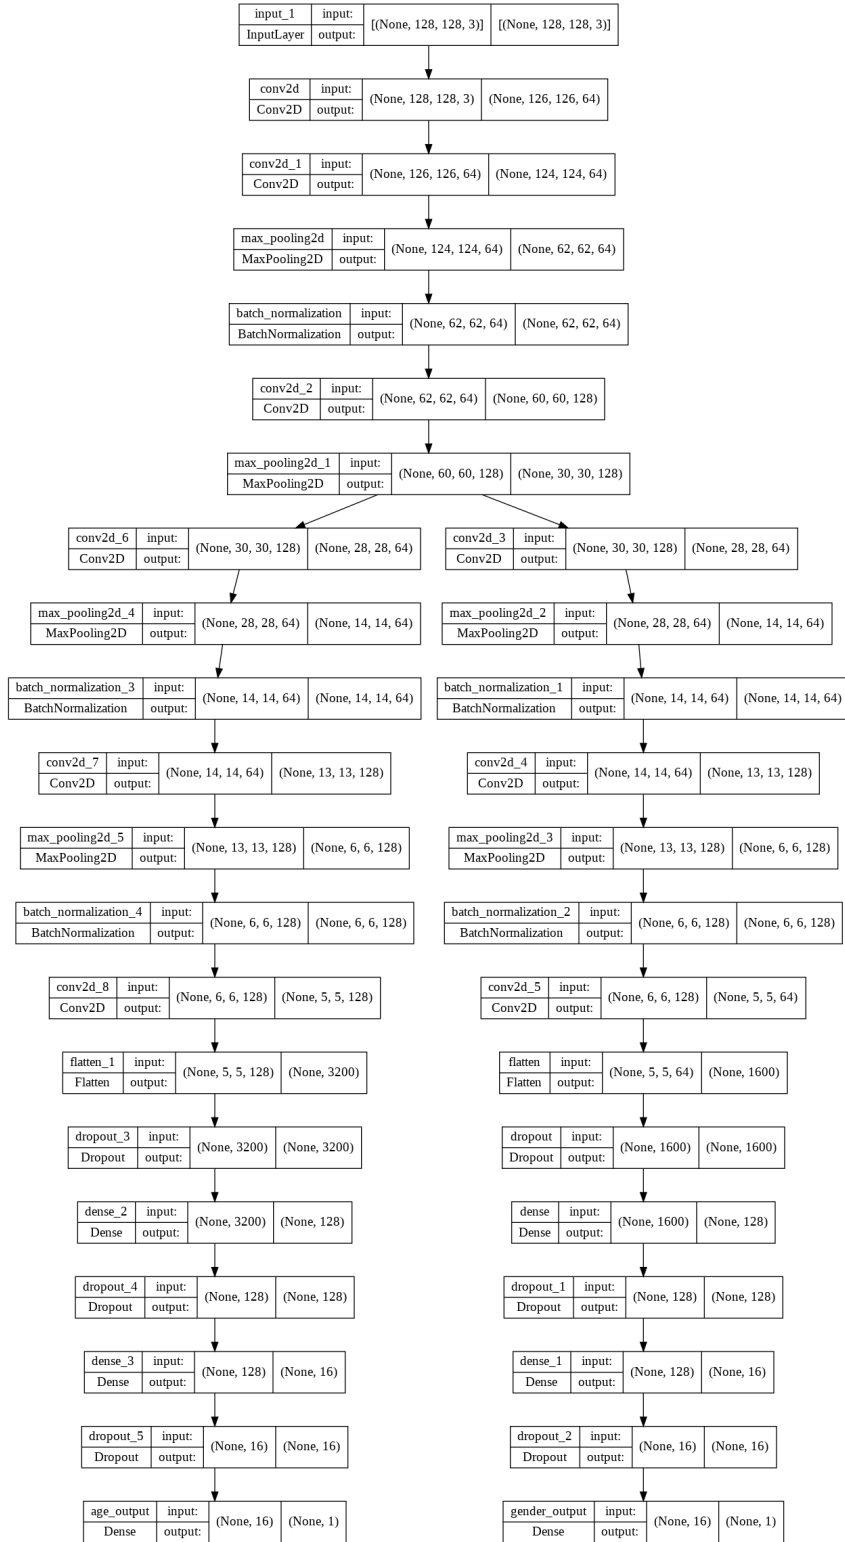 input_1 input: [(None, 128, 128, 3)] [(None, 128, 128, 3)]
InputLayer output:
conv2d input: (None, 128, 128, 3) (None, 126, 126, 64)
Conv2D output:
conv2d_1 input: (None, 126, 126, 64) (None, 124, 124, 64)
Conv2D output:
max_pooling2d input: (None, 124, 124, 64) (None, 62, 62, 64)
MaxPooling2D output:
batch_normalization input: (None, 62, 62, 64) (None, 62, 62, 64)
BatchNormalization output:
conv2d_2 input: (None, 62, 62, 64) (None, 60, 60, 128)
Conv2D output:
max_pooling2d_1 input: (None, 60, 60, 128) (None, 30, 30, 128)
MaxPooling2D output:
conv2d_6 input: (None, 30, 30, 128) (None, 28, 28, 64)
Conv2D output:
conv2d_3 input: (None, 30, 30, 128) (None, 28, 28, 64)
Conv2D output:
max_pooling2d_4 input: (None, 28, 28, 64) (None, 14, 14, 64)
MaxPooling2D output:
max_pooling2d_2 input: (None, 28, 28, 64) (None, 14, 14, 64)
MaxPooling2D output:
batch_normalization_3 input: (None, 14, 14, 64) (None, 14, 14, 64)
BatchNormalization output:
batch_normalization_1 input: (None, 14, 14, 64) (None, 14, 14, 64)
BatchNormalization output:
conv2d_7 input: (None, 14, 14, 64) (None, 13, 13, 128)
Conv2D output:
conv2d_4 input: (None, 14, 14, 64) (None, 13, 13, 128)
Conv2D output:
max_pooling2d_5 input: (None, 13, 13, 128) (None, 6, 6, 128)
MaxPooling2D output:
max_pooling2d_3 input: (None, 13, 13, 128) (None, 6, 6, 128)
MaxPooling2D output:
batch_normalization_4 input: (None, 6, 6, 128) (None, 6, 6, 128)
BatchNormalization output:
batch_normalization_2 input: (None, 6, 6, 128) (None, 6, 6, 128)
BatchNormalization output:
conv2d_8 input: (None, 6, 6, 128) (None, 5, 5, 128)
Conv2D output:
conv2d_5 input: (None, 6, 6, 128) (None, 5, 5, 64)
Conv2D output:
flatten_1 input: (None, 5, 5, 128) (None, 3200)
Flatten output:
flatten input: (None, 5, 5, 64) (None, 1600)
Flatten output:
dropout_3 input: (None, 3200) (None, 3200)
Dropout output:
dropout input: (None, 1600) (None, 1600)
Dropout output:
dense_2 input: (None, 3200) (None, 128)
Dense output:
dense input: (None, 1600) (None, 128)
Dense output:
dropout_4 input: (None, 128) (None, 128)
Dropout output:
dropout_1 input: (None, 128) (None, 128)
Dropout output:
dense_3 input: (None, 128) (None, 16)
Dense output:
dense_1 input: (None, 128) (None, 16)
Dense output:
dropout_5 input: (None, 16) (None, 16)
Dropout output:
dropout_2 input: (None, 16) (None, 16)
Dropout output:
age_output input: (None, 16) (None, 1)
Dense output:
gender_output input: (None, 16) (None, 1)
Dense output: